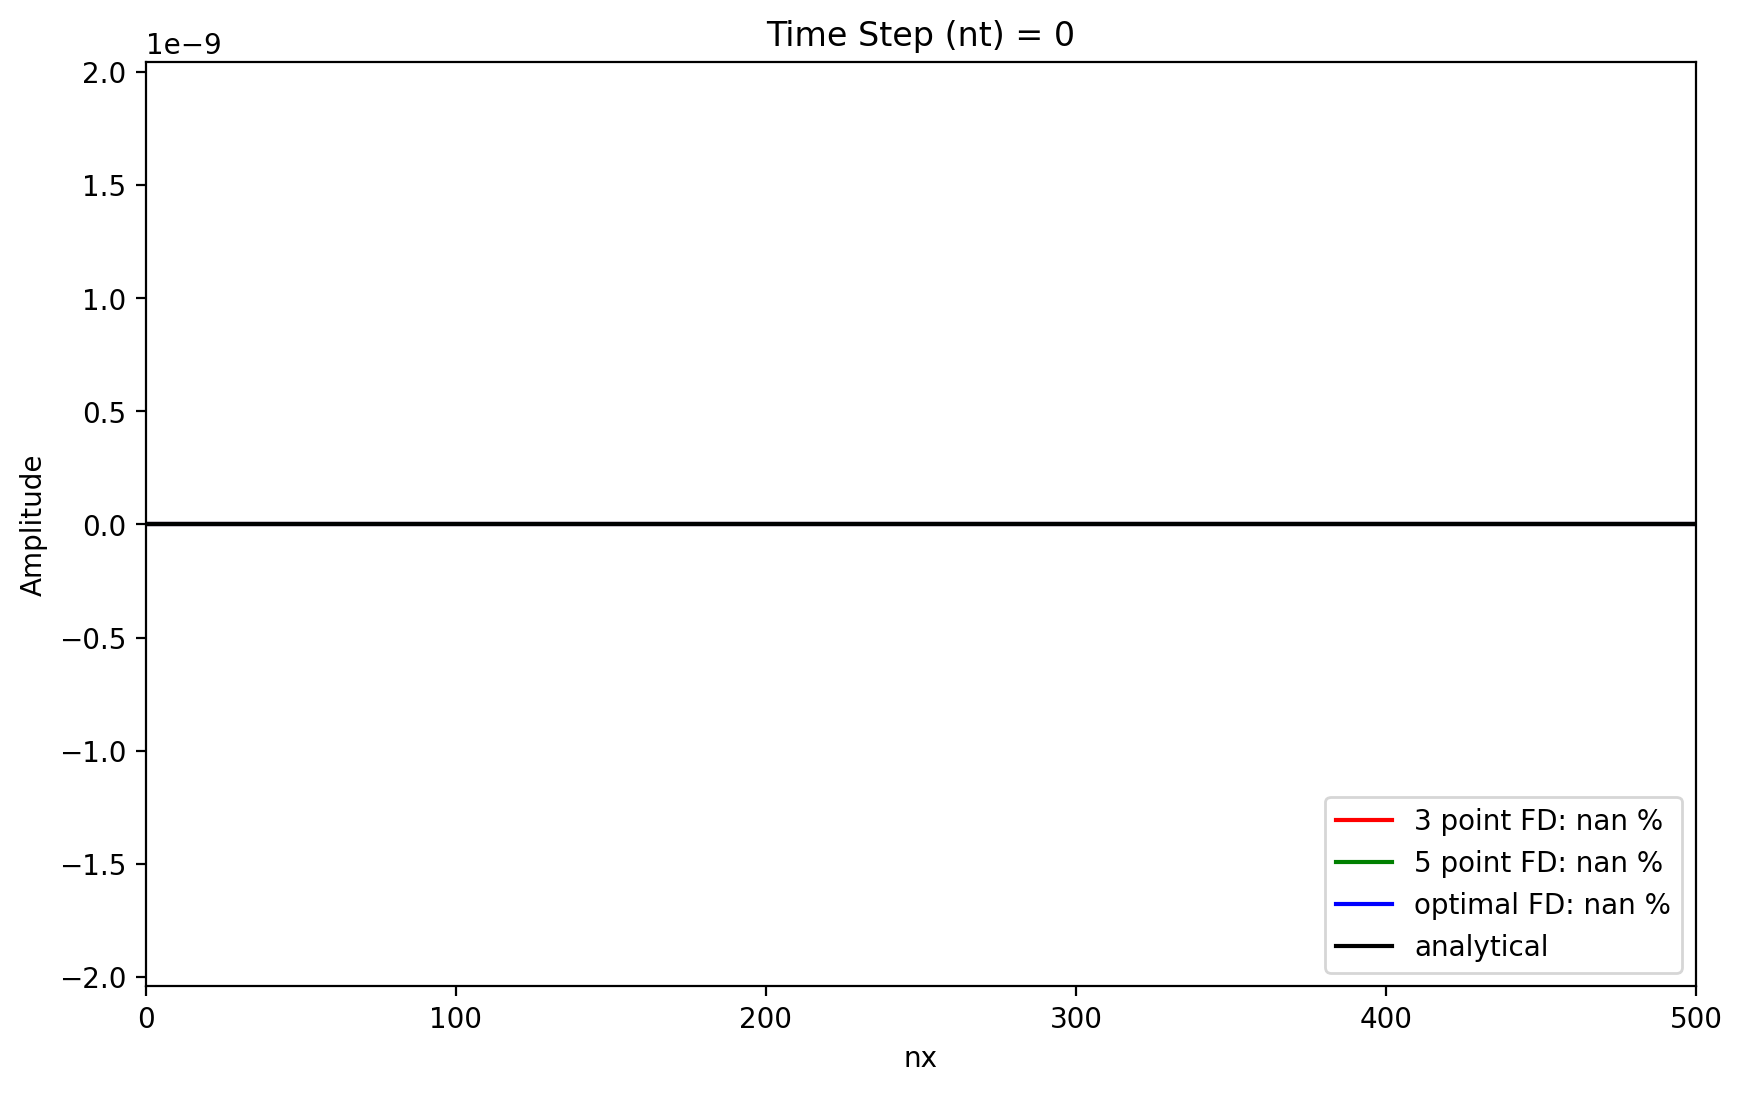 Time Step (nt) = 0
1e−9
2.0
1.5
1.0
0.5
0.0
−0.5
−1.0
−1.5
−2.0
Amplitude
3 point FD: nan %
5 point FD: nan %
optimal FD: nan %
analytical
0 100 200 300 400 500
nx